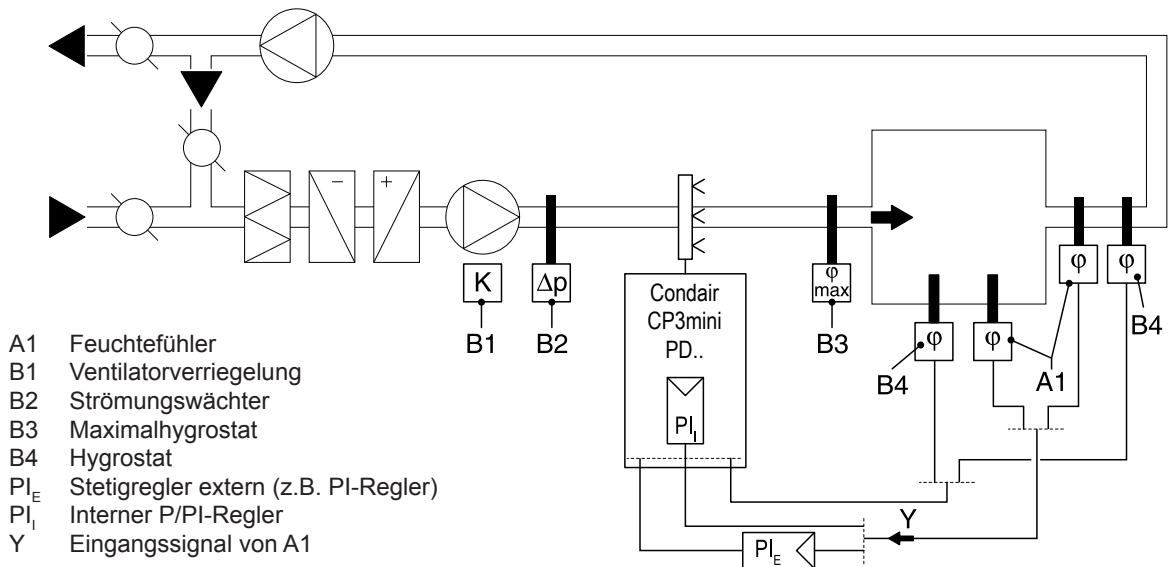 − +
K
Δp
φ max
φ φ
B1 B2
Condair
CP3mini
PD..
B3
φ φ
B4
B4
A1
PI_I
Y
PI_E
A1 Feuchtefühler
B1 Ventilatorverriegelung
B2 Strömungswächter
B3 Maximalhygrostat
B4 Hygrostat
PI_E Stetigregler extern (z.B. PI-Regler)
PI_I Interner P/PI-Regler
Y Eingangssignal von A1